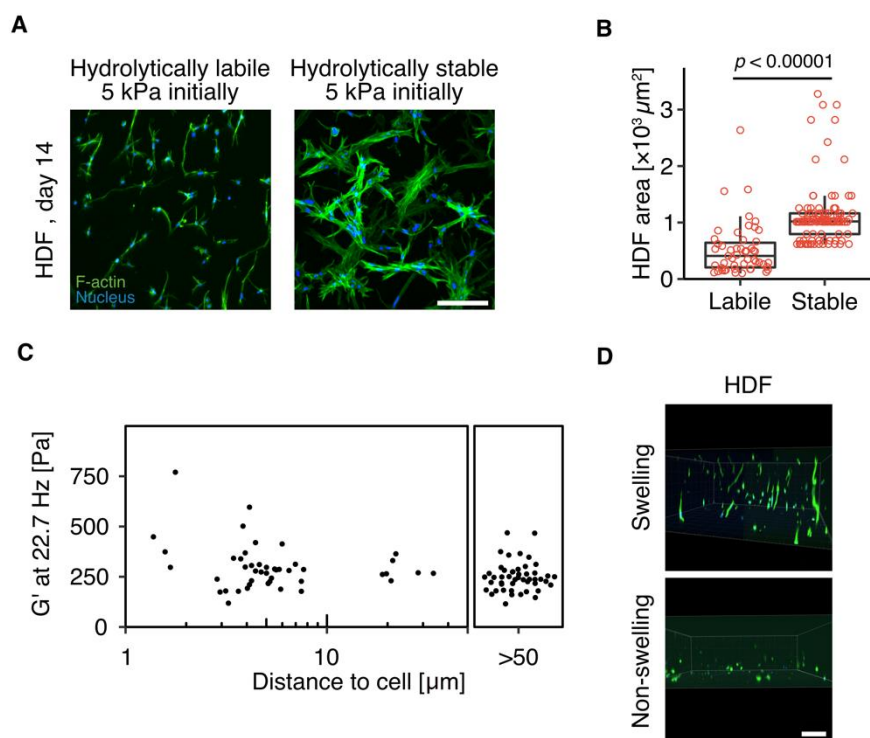 A
Hydrolytically labile
5 kPa initially
Hydrolytically stable
5 kPa initially
HDF , day 14
F-actin
Nucleus
B
p < 0.00001
HDF area [×10³ μm²]
3
2
1
0
Labile
Stable
C
G' at 22.7 Hz [Pa]
750
500
250
0
1
10
>50
Distance to cell [μm]
D
HDF
Swelling
Non-swelling